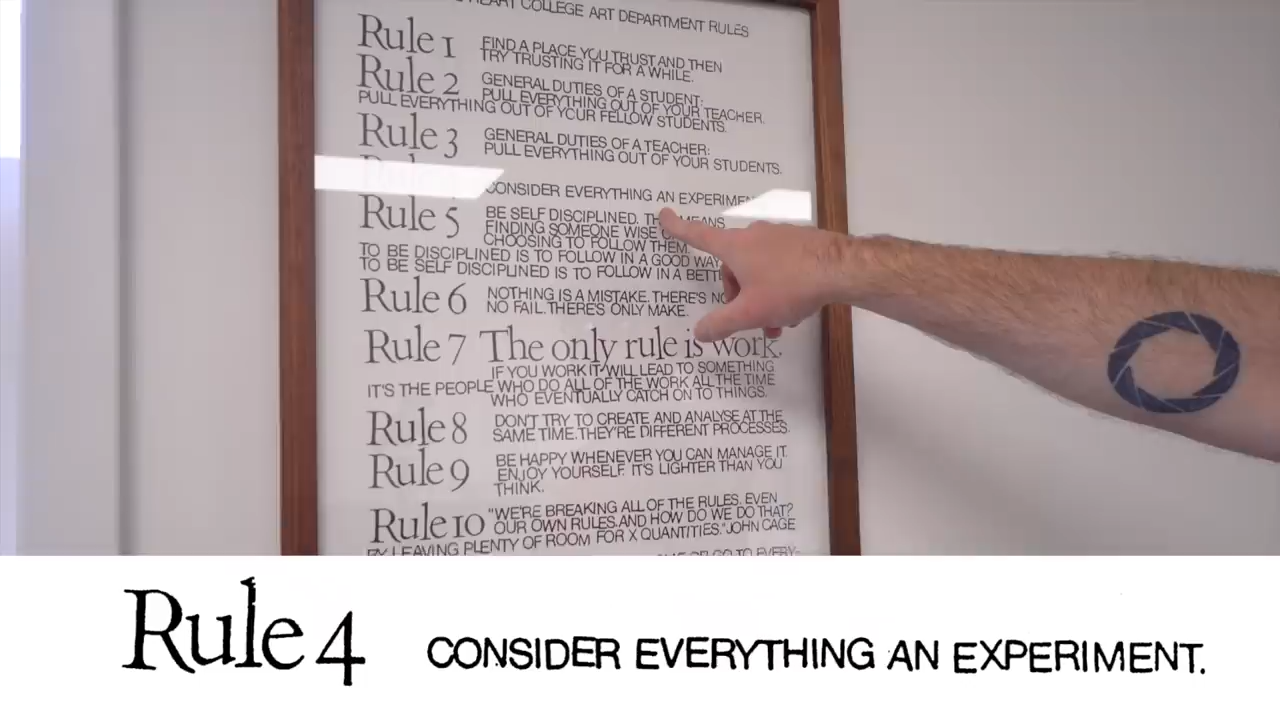 HEART COLLEGE ART DEPARTMENT RULES
Rule 1 FIND A PLACE YOU TRUST AND THEN
TRY TRUSTING IT FOR A WHILE.
Rule 2 GENERAL DUTIES OF A STUDENT:
PULL EVERYTHING OUT OF YOUR TEACHER.
PULL EVERYTHING OUT OF YOUR FELLOW STUDENTS.
Rule 3 GENERAL DUTIES OF A TEACHER:
PULL EVERYTHING OUT OF YOUR STUDENTS.
CONSIDER EVERYTHING AN EXPERIMEN
Rule 5 BE SELF DISCIPLINED. MEANS
FINDING SOMEONE WISE
CHOOSING TO FOLLOW THEM.
TO BE DISCIPLINED IS TO FOLLOW IN A GOOD WAY
TO BE SELF DISCIPLINED IS TO FOLLOW IN A BETT
Rule 6 NOTHING IS A MISTAKE. THERE'S NO
NO FAIL. THERE'S ONLY MAKE.
Rule 7 The only rule is work.
IF YOU WORK IT WILL LEAD TO SOMETHING
IT'S THE PEOPLE WHO DO ALL OF THE WORK ALL THE TIME
WHO EVENTUALLY CATCH ON TO THINGS.
Rule 8 DON'T TRY TO CREATE AND ANALYSE AT THE
SAME TIME. THEY'RE DIFFERENT PROCESSES.
Rule 9 BE HAPPY WHENEVER YOU CAN MANAGE IT.
ENJOY YOURSELF. IT'S LIGHTER THAN YOU
THINK.
Rule 10 "WE'RE BREAKING ALL OF THE RULES. EVEN
OUR OWN RULES. AND HOW DO WE DO THAT?
BY LEAVING PLENTY OF ROOM FOR X QUANTITIES." JOHN CAGE
OR GO TO EVERY-
Rule 4 CONSIDER EVERYTHING AN EXPERIMENT.